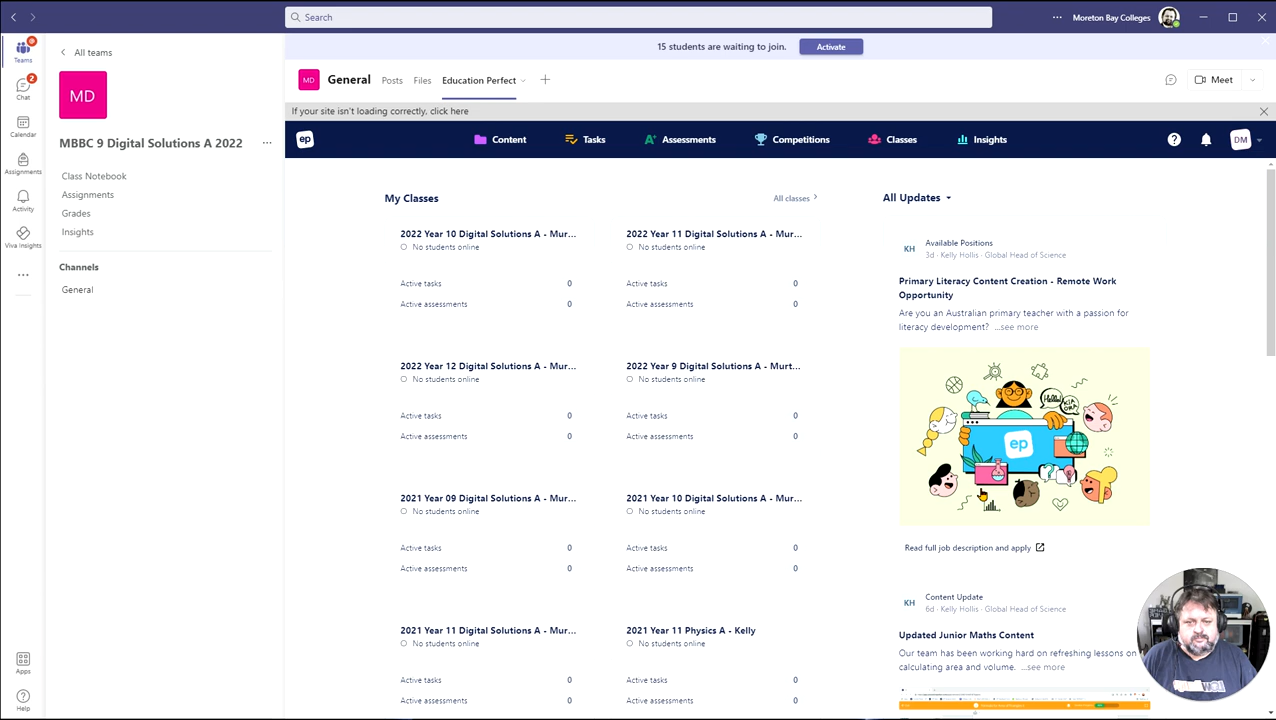 Search
Moreton Bay Colleges
Teams
Chat
2
Calendar
Assignments
Activity
Viva Insights
Apps
Help
All teams
MD
MBBC 9 Digital Solutions A 2022
Class Notebook
Assignments
Grades
Insights
Channels
General
15 students are waiting to join.
Activate
MD
General
Posts
Files
Education Perfect
Meet
If your site isn't loading correctly, click here
ep
Content
Tasks
Assessments
Competitions
Classes
Insights
DM
My Classes
All classes
2022 Year 10 Digital Solutions A - Mur...
No students online
Active tasks 0
Active assessments 0
2022 Year 11 Digital Solutions A - Mur...
No students online
Active tasks 0
Active assessments 0
2022 Year 12 Digital Solutions A - Murt...
No students online
Active tasks 0
Active assessments 0
2022 Year 9 Digital Solutions A - Murt...
No students online
Active tasks 0
Active assessments 0
2021 Year 09 Digital Solutions A - Mur...
No students online
Active tasks 0
Active assessments 0
2021 Year 10 Digital Solutions A - Mur...
No students online
Active tasks 0
Active assessments 0
2021 Year 11 Digital Solutions A - Mur...
No students online
Active tasks 0
2021 Year 11 Physics A - Kelly
No students online
Active tasks 0
Active assessments 0
All Updates
KH
Available Positions
3d · Kelly Hollis · Global Head of Science
Primary Literacy Content Creation - Remote Work
Opportunity
Are you an Australian primary teacher with a passion for
literacy development? ...see more
Hello!
KIA ORA!
ep
Read full job description and apply
KH
Content Update
6d · Kelly Hollis · Global Head of Science
Updated Junior Maths Content
Our team has been working hard on refreshing lessons on
calculating area and volume. ...see more